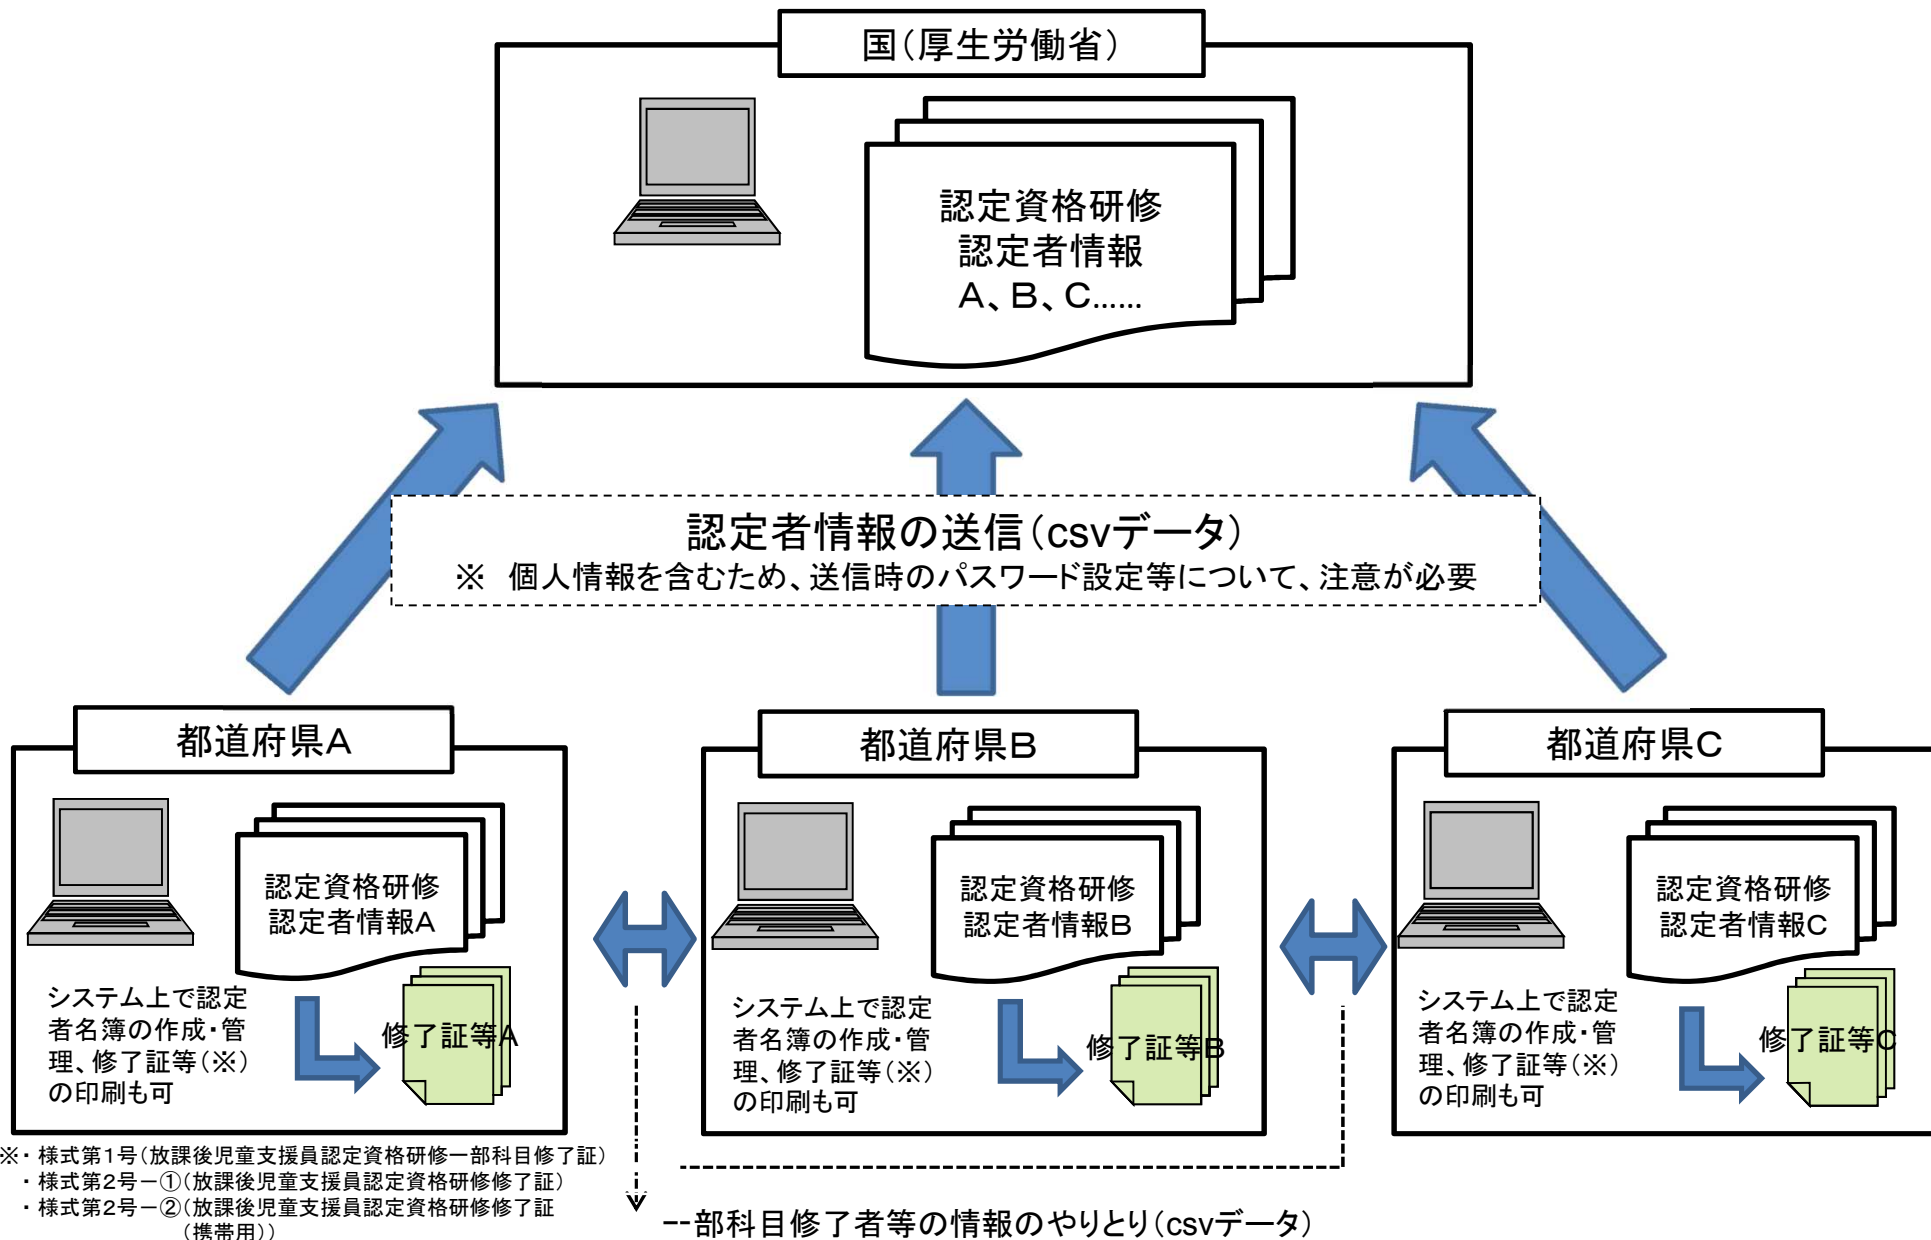 国(厚生労働省)
認定資格研修
認定者情報
A、B、C……
認定者情報の送信(csvデータ)
※ 個人情報を含むため、送信時のパスワード設定等について、注意が必要
都道府県A
認定資格研修
認定者情報A
システム上で認定
者名簿の作成・管
理、修了証等(※)
の印刷も可
修了証等A
都道府県B
認定資格研修
認定者情報B
システム上で認定
者名簿の作成・管
理、修了証等(※)
の印刷も可
修了証等B
都道府県C
認定資格研修
認定者情報C
システム上で認定
者名簿の作成・管
理、修了証等(※)
の印刷も可
修了証等C
※・様式第1号(放課後児童支援員認定資格研修一部科目修了証)
・様式第2号-①(放課後児童支援員認定資格研修修了証)
・様式第2号-②(放課後児童支援員認定資格研修修了証
(携帯用))
一部科目修了者等の情報のやりとり(csvデータ)